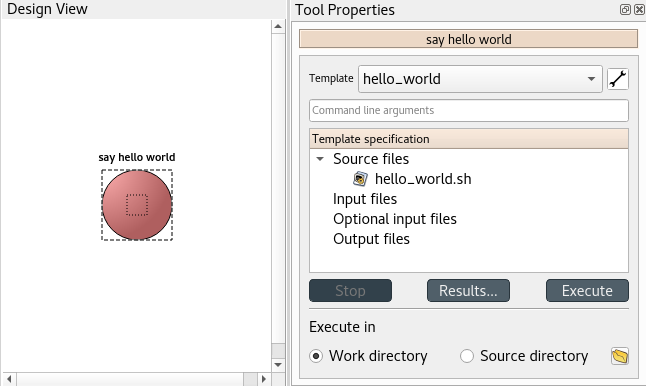 Design View
say hello world
Tool Properties
say hello world
Template hello_world
Command line arguments
Template specification
Source files
hello_world.sh
Input files
Optional input files
Output files
Stop Results... Execute
Execute in
Work directory Source directory